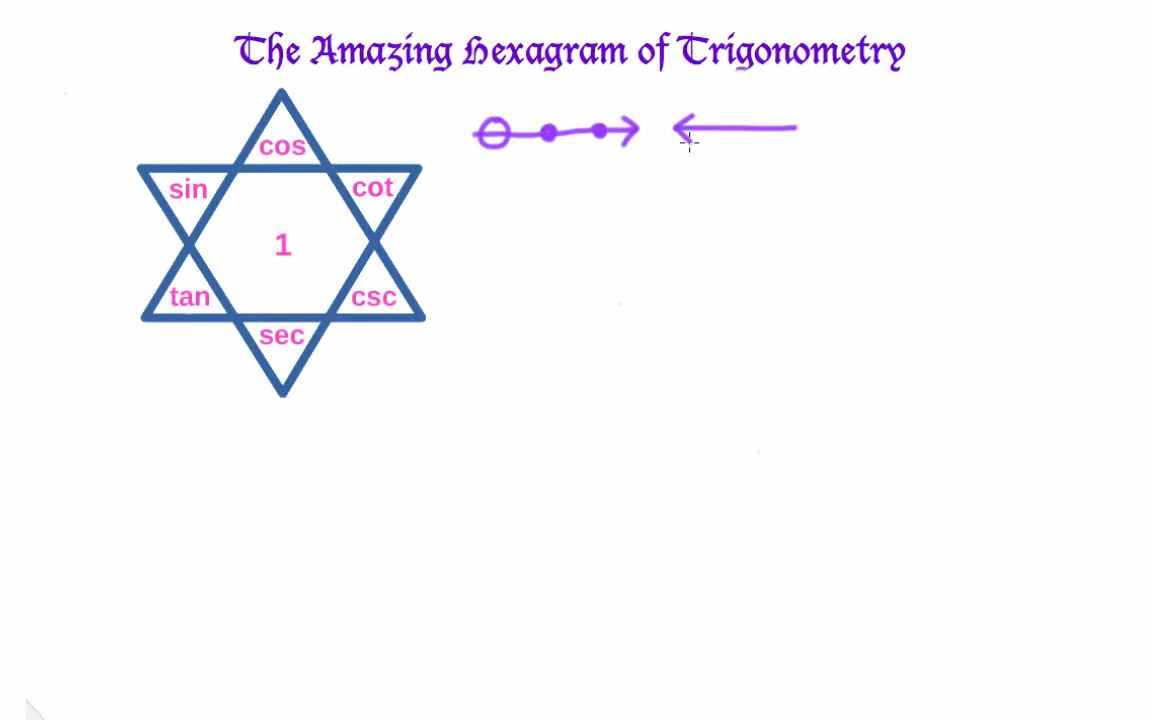 The Amazing Hexagram of Trigonometry
cos
sin
cot
1
tan
csc
sec